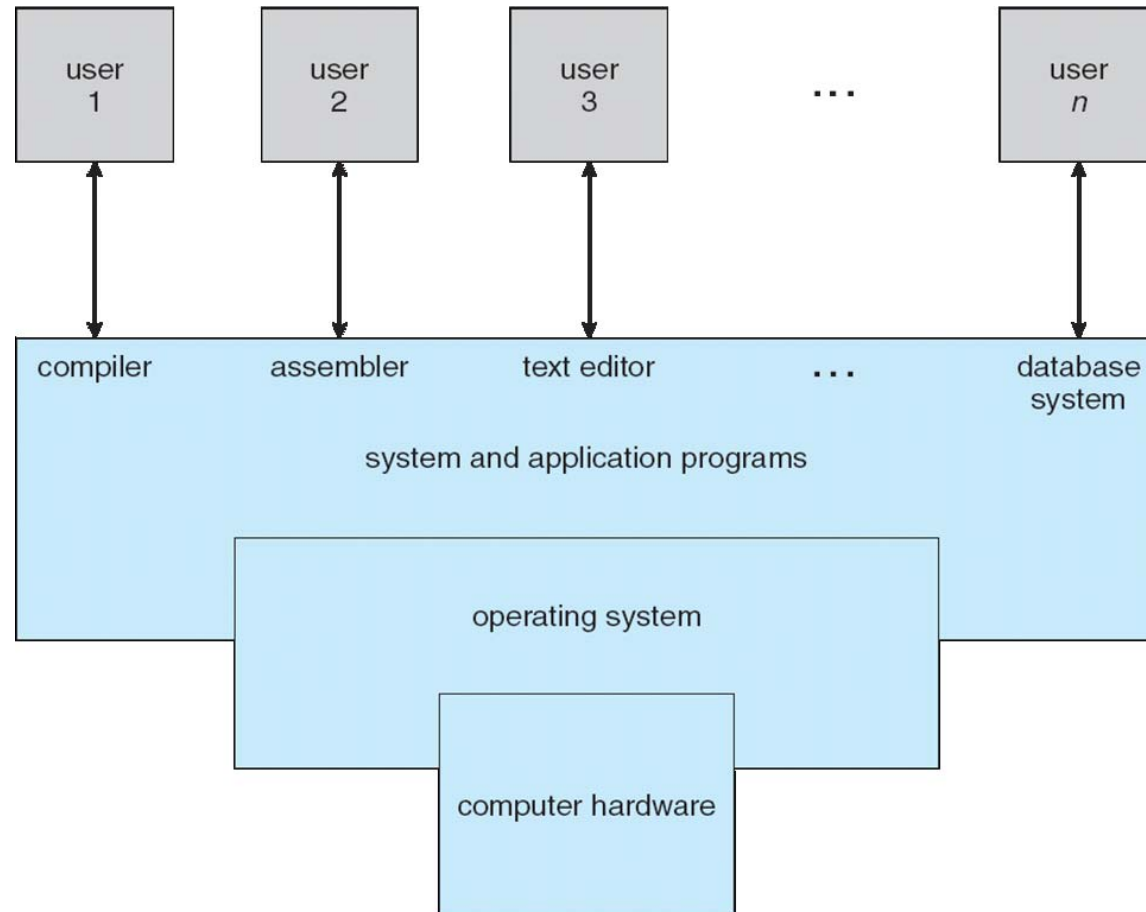 user
1
user
2
user
3
...
user
n
compiler
assembler
text editor
...
database
system
system and application programs
operating system
computer hardware